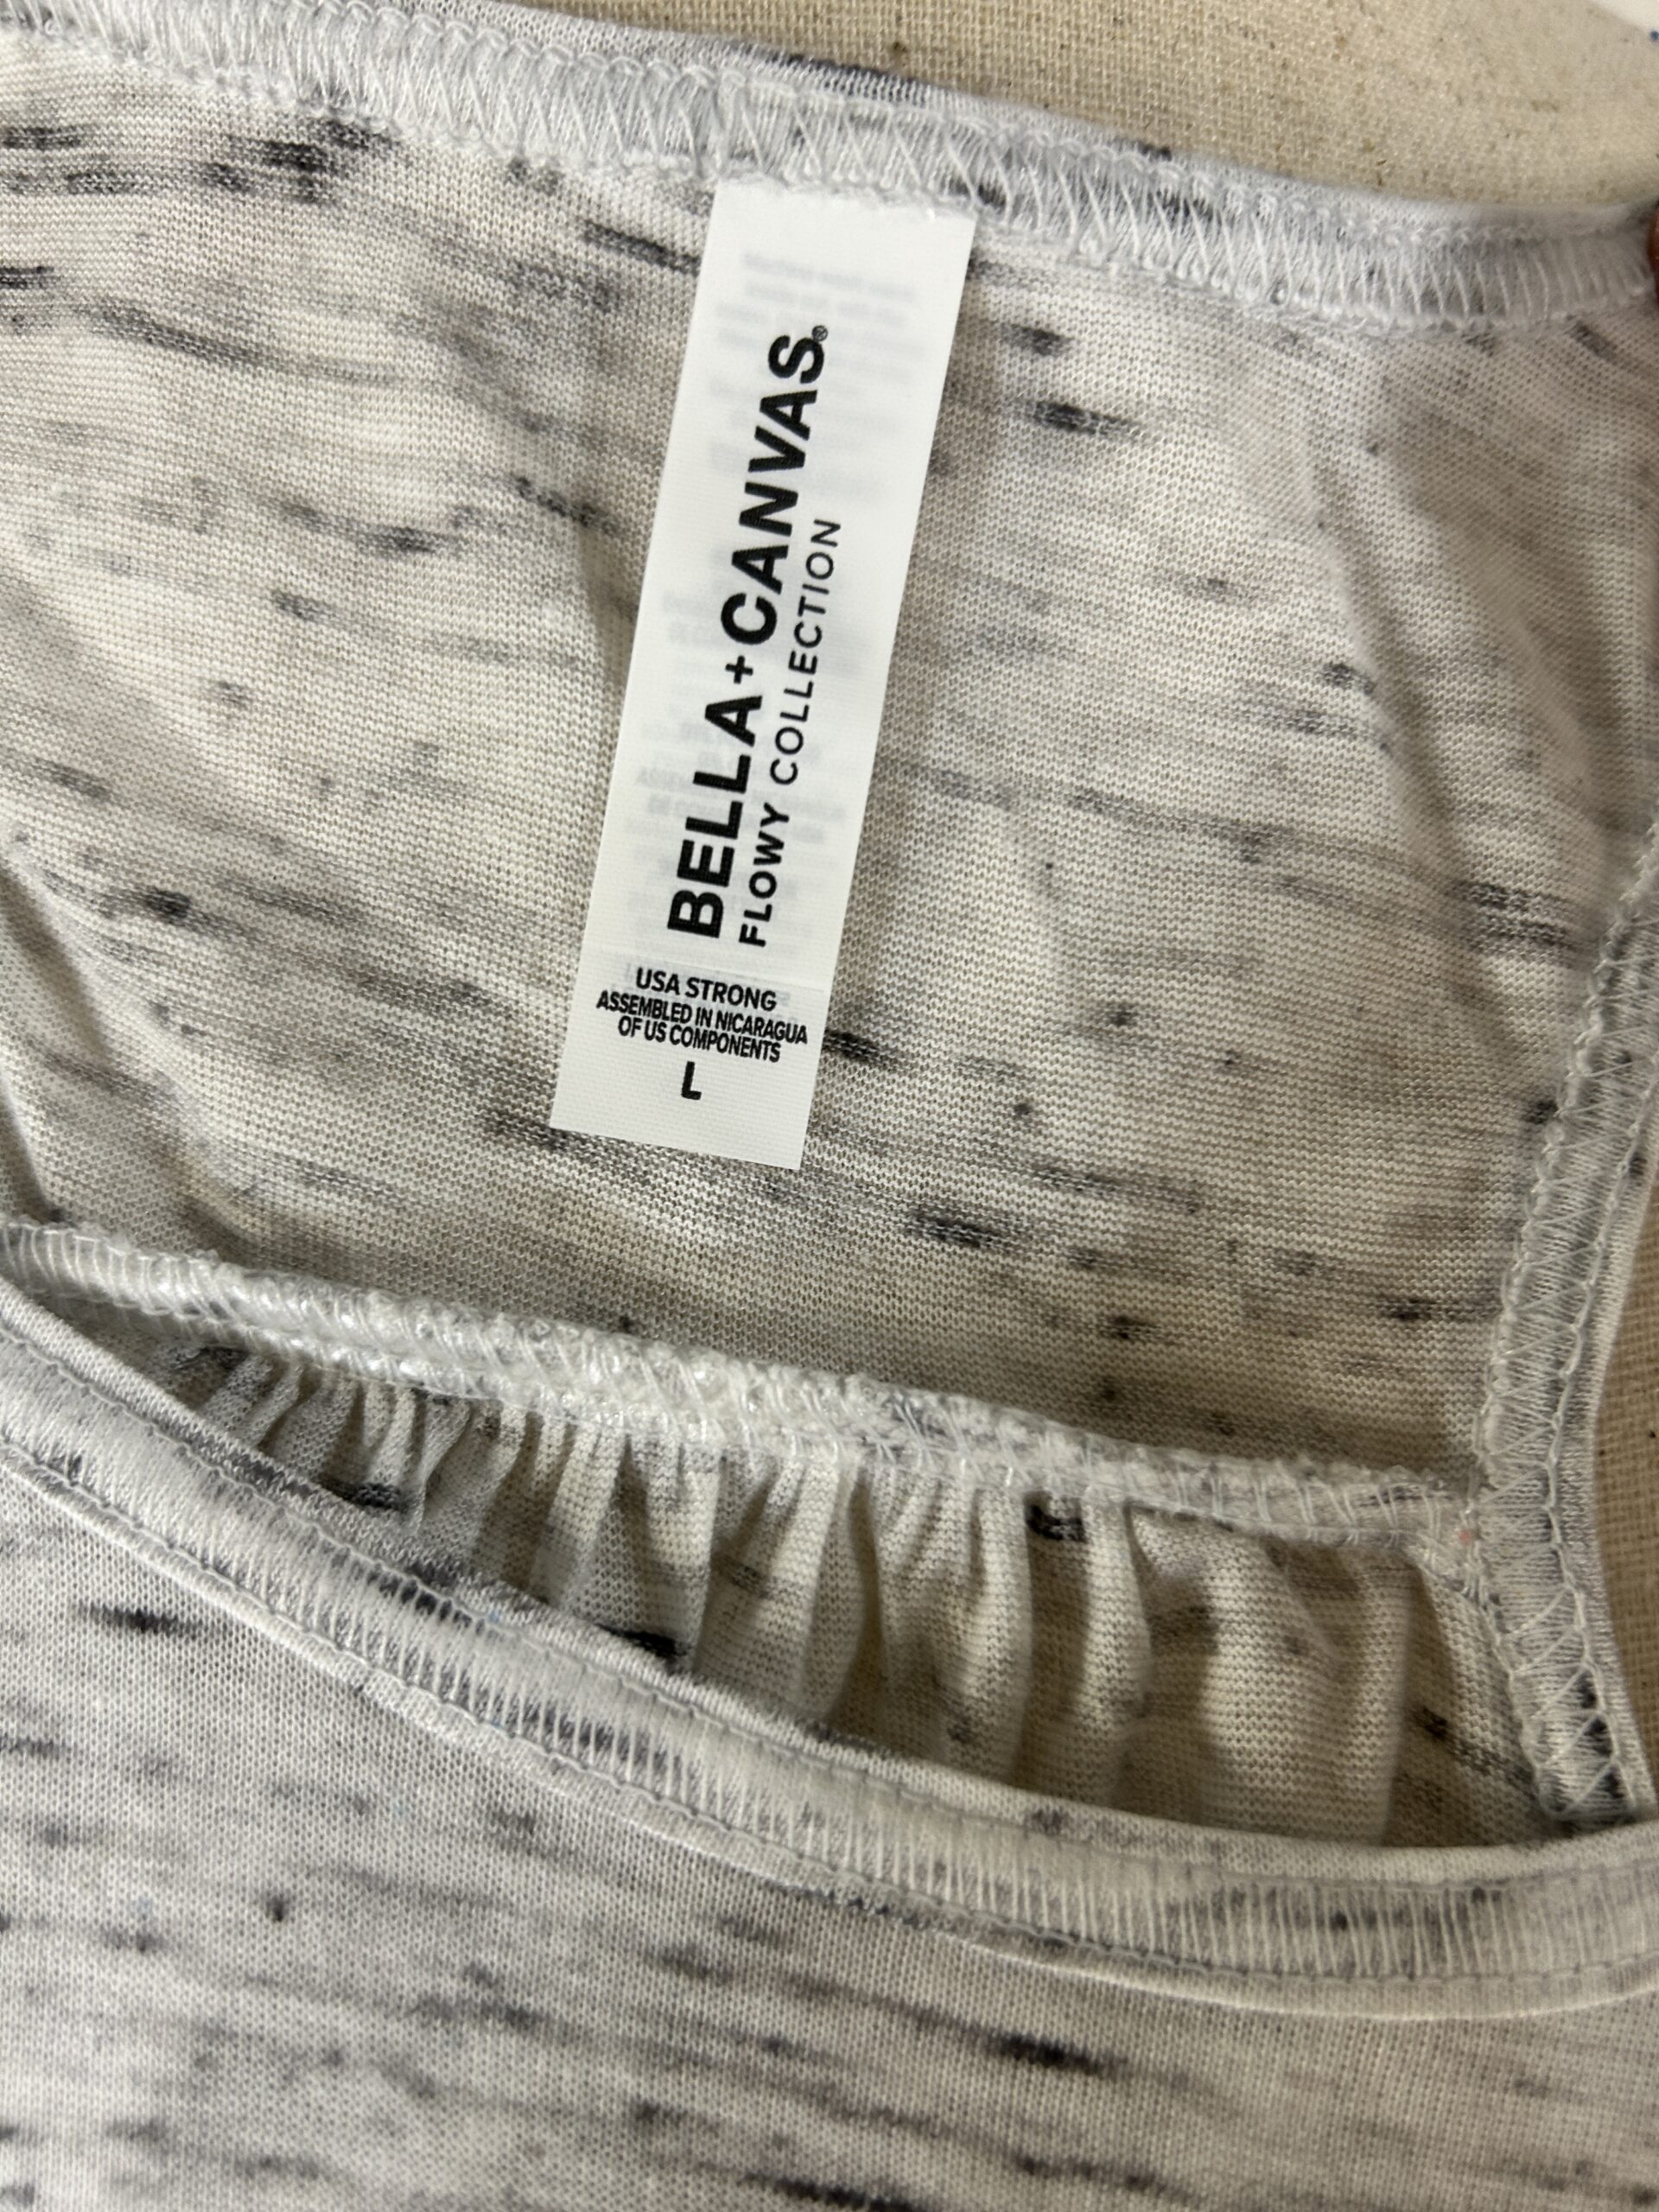 BELLA+CANVAS®
FLOWY COLLECTION
USA STRONG
ASSEMBLED IN NICARAGUA
OF US COMPONENTS
L